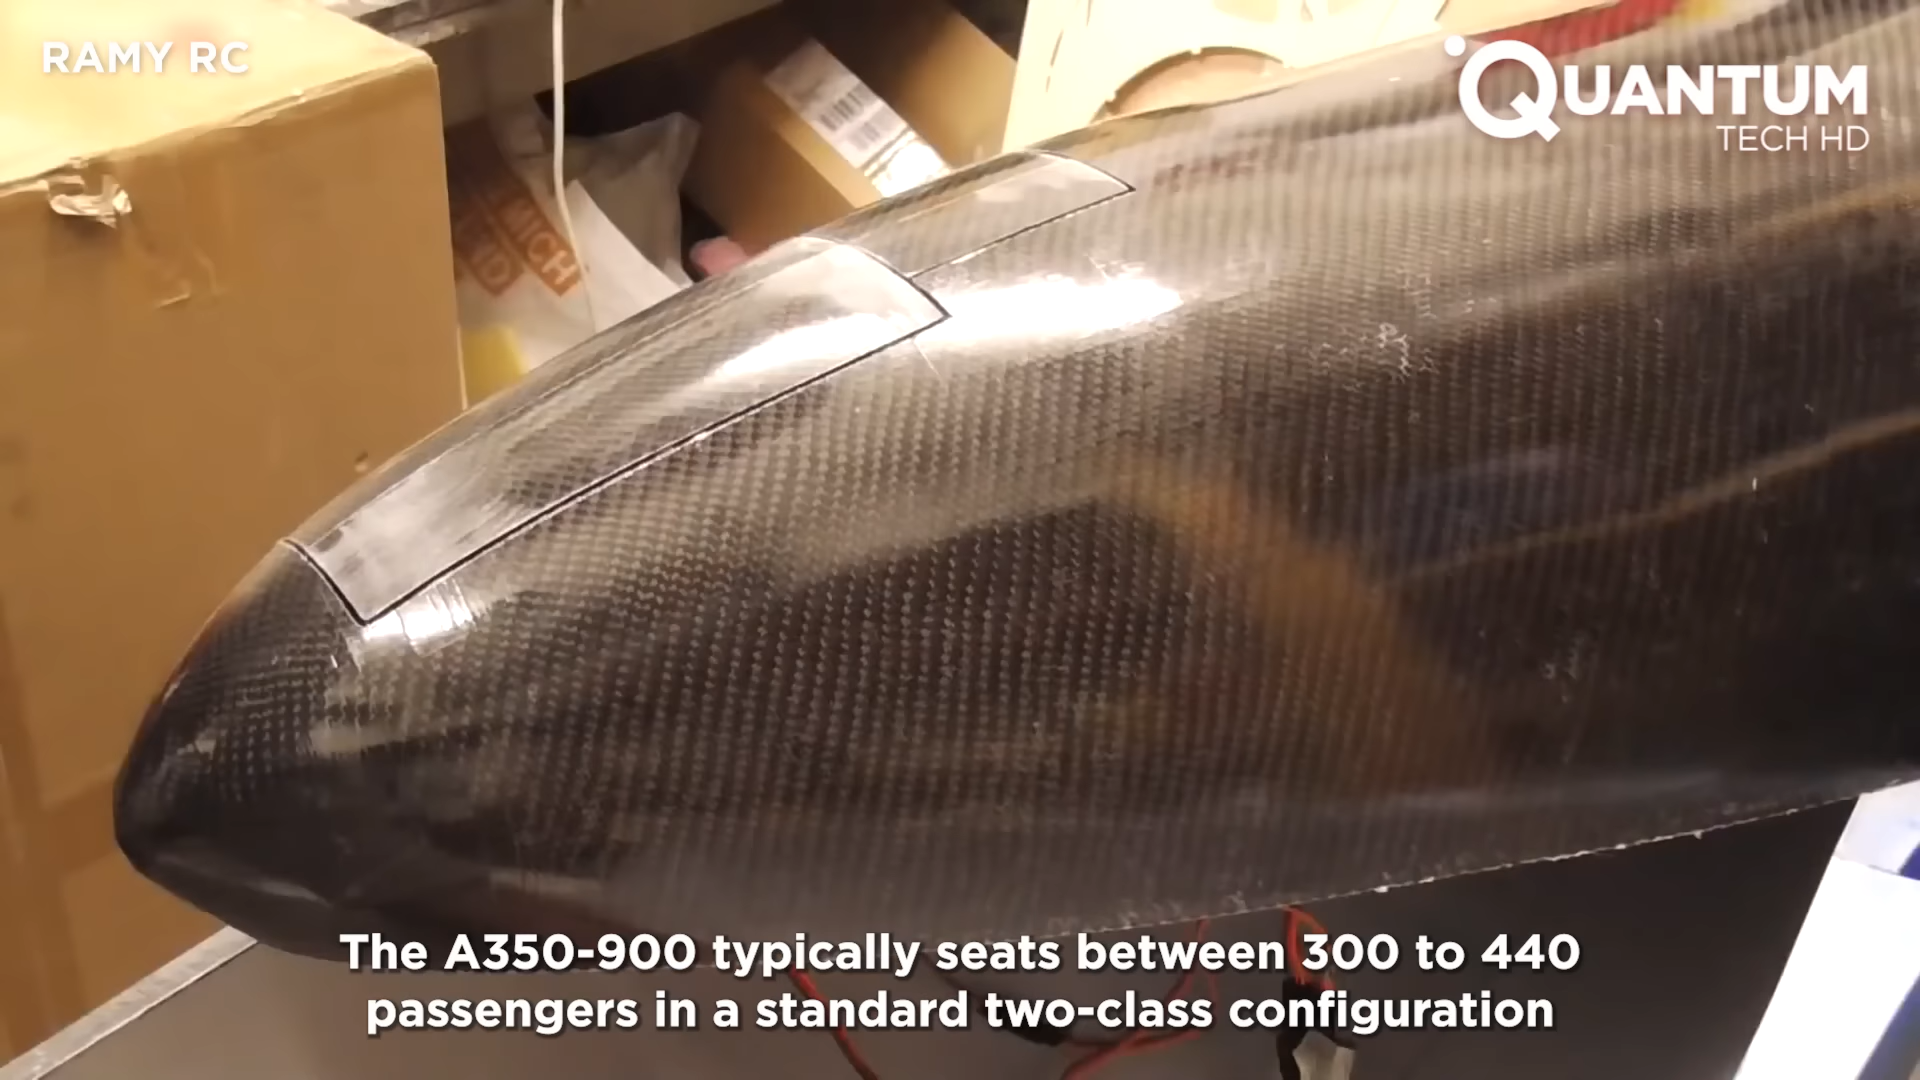 RAMY RC
QUANTUM
TECH HD
The A350-900 typically seats between 300 to 440
passengers in a standard two-class configuration